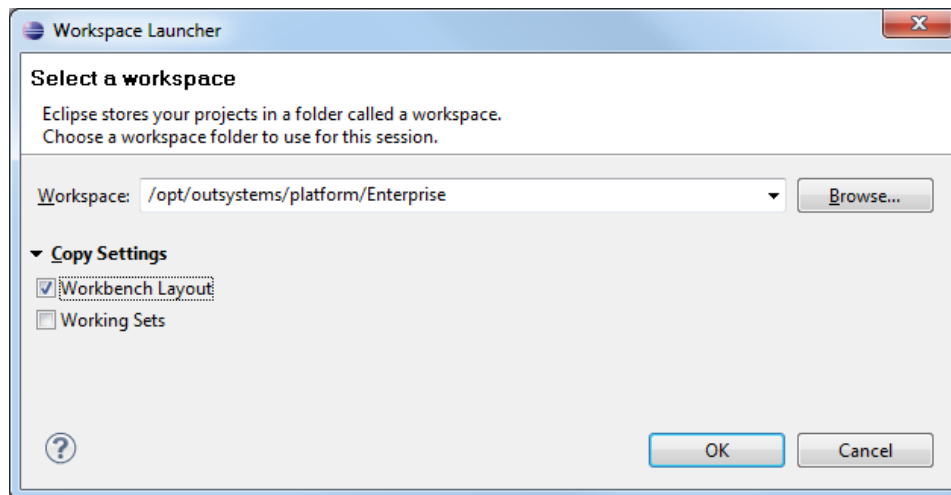 Workspace Launcher
Select a workspace
Eclipse stores your projects in a folder called a workspace.
Choose a workspace folder to use for this session.
Workspace: /opt/outsystems/platform/Enterprise Browse...
Copy Settings
Workbench Layout
Working Sets
? OK Cancel